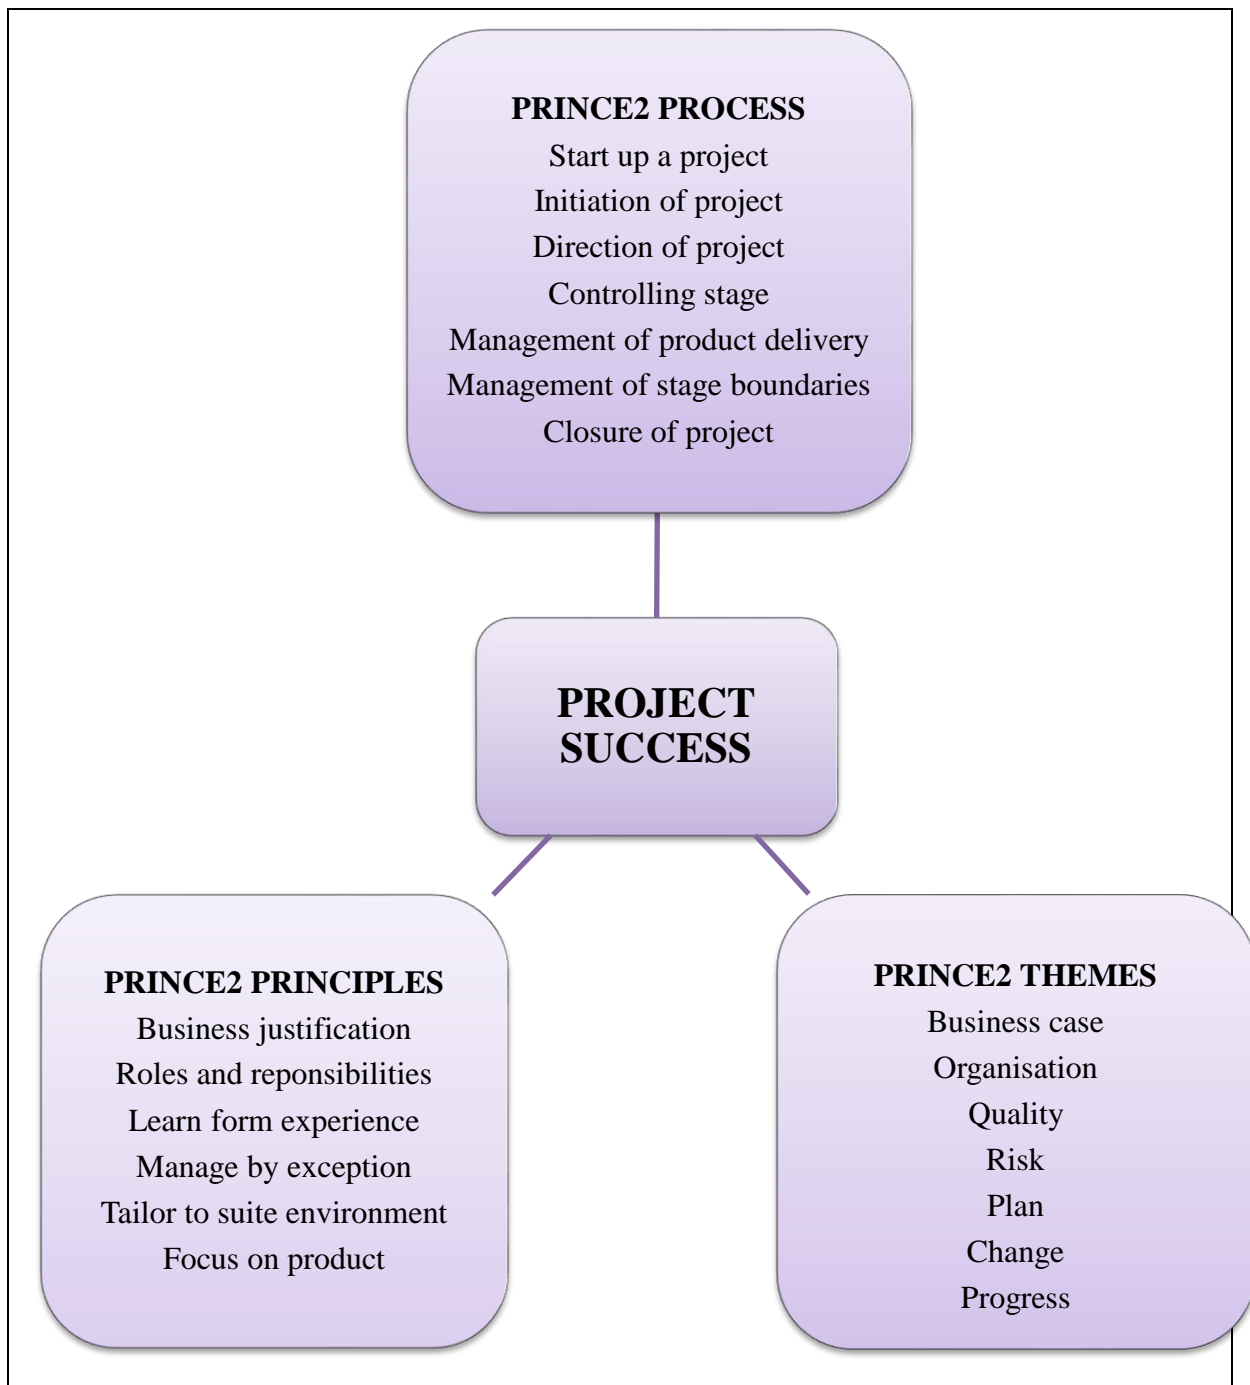 PRINCE2 PROCESS
Start up a project
Initiation of project
Direction of project
Controlling stage
Management of product delivery
Management of stage boundaries
Closure of project
PROJECT
SUCCESS
PRINCE2 PRINCIPLES
Business justification
Roles and reponsibilities
Learn form experience
Manage by exception
Tailor to suite environment
Focus on product
PRINCE2 THEMES
Business case
Organisation
Quality
Risk
Plan
Change
Progress